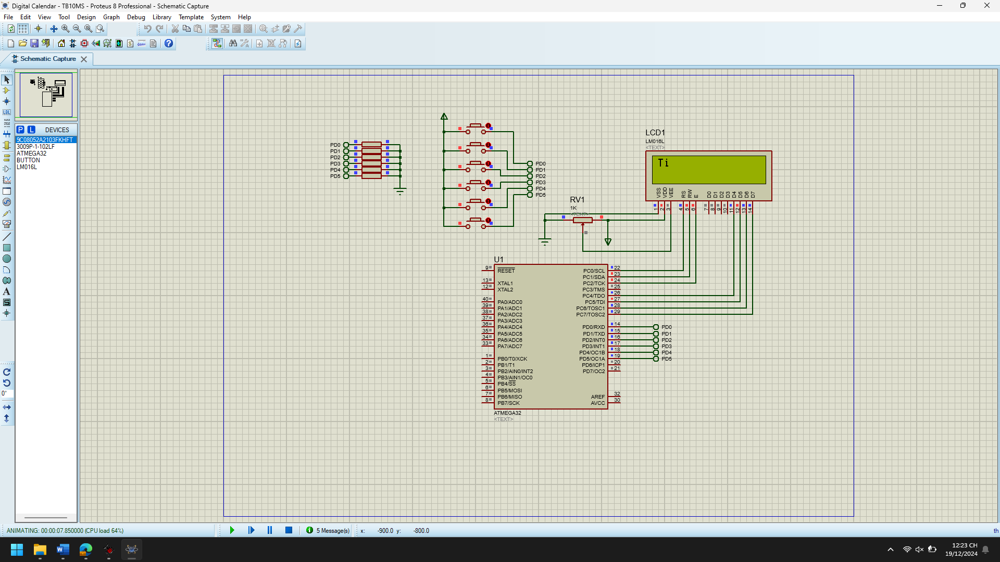 Digital Calendar - TB10MS - Proteus 8 Professional - Schematic Capture
File Edit View Tool Design Graph Debug Library Template System Help
Schematic Capture
P L DEVICES
9C08052A2103FKHFT
3009P-1-102LF
ATMEGA32
BUTTON
LM016L
LBL
A
S
0°
PD0
PD1
PD2
PD3
PD4
PD5
PD0
PD1
PD2
PD3
PD4
PD5
LCD1
LM016L
<TEXT>
Ti
VSS VDD VEE RS RW E D0 D1 D2 D3 D4 D5 D6 D7
1 2 3 4 5 6 7 8 9 10 11 12 13 14
RV1
1K
<TEXT>
U1
9 RESET PC0/SCL 22
PC1/SDA 23
13 XTAL1 PC2/TCK 24
12 XTAL2 PC3/TMS 25
PC4/TDO 26
40 PA0/ADC0 PC5/TDI 27
39 PA1/ADC1 PC6/TOSC1 28
38 PA2/ADC2 PC7/TOSC2 29
37 PA3/ADC3
36 PA4/ADC4 PD0/RXD 14 PD0
35 PA5/ADC5 PD1/TXD 15 PD1
34 PA6/ADC6 PD2/INT0 16 PD2
33 PA7/ADC7 PD3/INT1 17 PD3
PD4/OC1B 18 PD4
1 PB0/T0/XCK PD5/OC1A 19 PD5
2 PB1/T1 PD6/ICP1 20
3 PB2/AIN0/INT2 PD7/OC2 21
4 PB3/AIN1/OC0
5 PB4/SS
6 PB5/MOSI
7 PB6/MISO AREF 32
8 PB7/SCK AVCC 30
ATMEGA32
<TEXT>
ANIMATING: 00:00:07.850000 (CPU load 64%) 5 Message(s) x: -900.0 y: -800.0 th
12:23 CH
19/12/2024